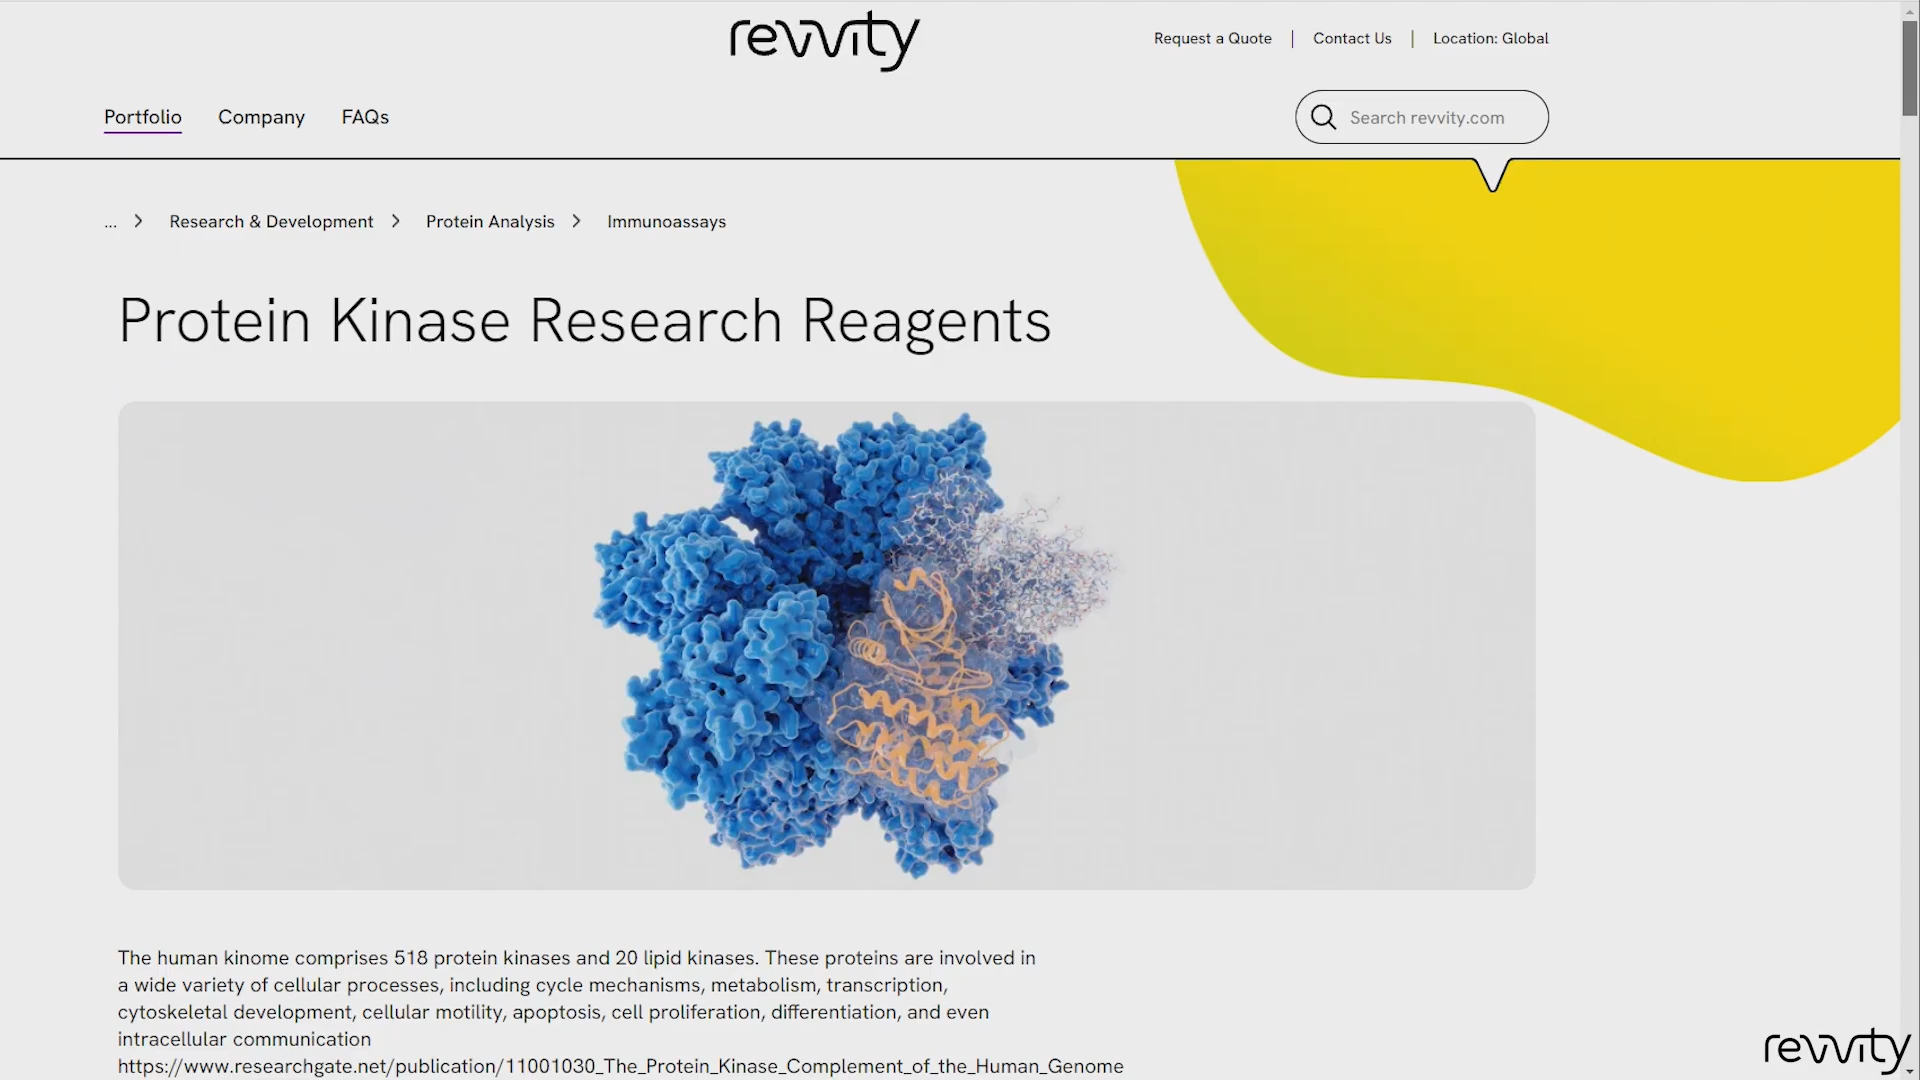 revvity
Request a Quote | Contact Us | Location: Global
Portfolio Company FAQs
Search revvity.com
... > Research & Development > Protein Analysis > Immunoassays
Protein Kinase Research Reagents
The human kinome comprises 518 protein kinases and 20 lipid kinases. These proteins are involved in
a wide variety of cellular processes, including cycle mechanisms, metabolism, transcription,
cytoskeletal development, cellular motility, apoptosis, cell proliferation, differentiation, and even
intracellular communication
https://www.researchgate.net/publication/11001030_The_Protein_Kinase_Complement_of_the_Human_Genome
revvity